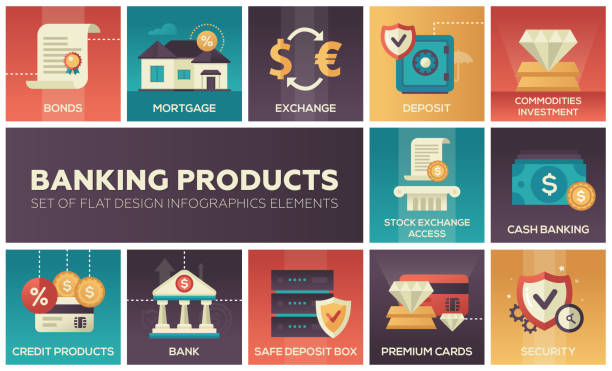 BONDS
MORTGAGE
$ €
EXCHANGE
DEPOSIT
COMMODITIES
INVESTMENT
%
BANKING PRODUCTS
SET OF FLAT DESIGN INFOGRAPHICS ELEMENTS
$
STOCK EXCHANGE
ACCESS
$
$
CASH BANKING
% $ $
CREDIT PRODUCTS
$
BANK
SAFE DEPOSIT BOX
PREMIUM CARDS
SECURITY